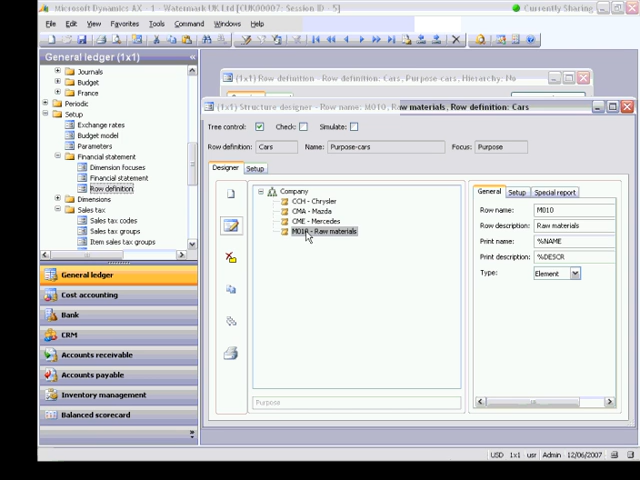 Microsoft Dynamics AX - 1 - Watermark UK Ltd [CUK00007: Session ID - 5]
Currently Sharing
File Edit View Favorites Tools Command Windows Help
General ledger (1x1)
Journals
Budget
France
Periodic
Setup
Exchange rates
Budget model
Parameters
Financial statement
Dimension focuses
Financial statement
Row definition
Dimensions
Sales tax
Sales tax codes
Sales tax groups
Item sales tax groups
General ledger
Cost accounting
Bank
CRM
Accounts receivable
Accounts payable
Inventory management
Balanced scorecard
(1x1) Row definition - Row definition: Cars, Purpose-cars, Hierarchy: No
(1x1) Structure designer - Row name: M010, Raw materials, Row definition: Cars
Tree control: Check: Simulate:
Row definition: Cars Name: Purpose-cars Focus: Purpose
Designer Setup
Company
CCH - Chrysler
CMA - Mazda
CME - Mercedes
M010 - Raw materials
Purpose
General Setup Special report
Row name: M010
Row description: Raw materials
Print name: %NAME
Print description: %DESCR
Type: Element
USD 1x1 usr Admin 12/06/2007